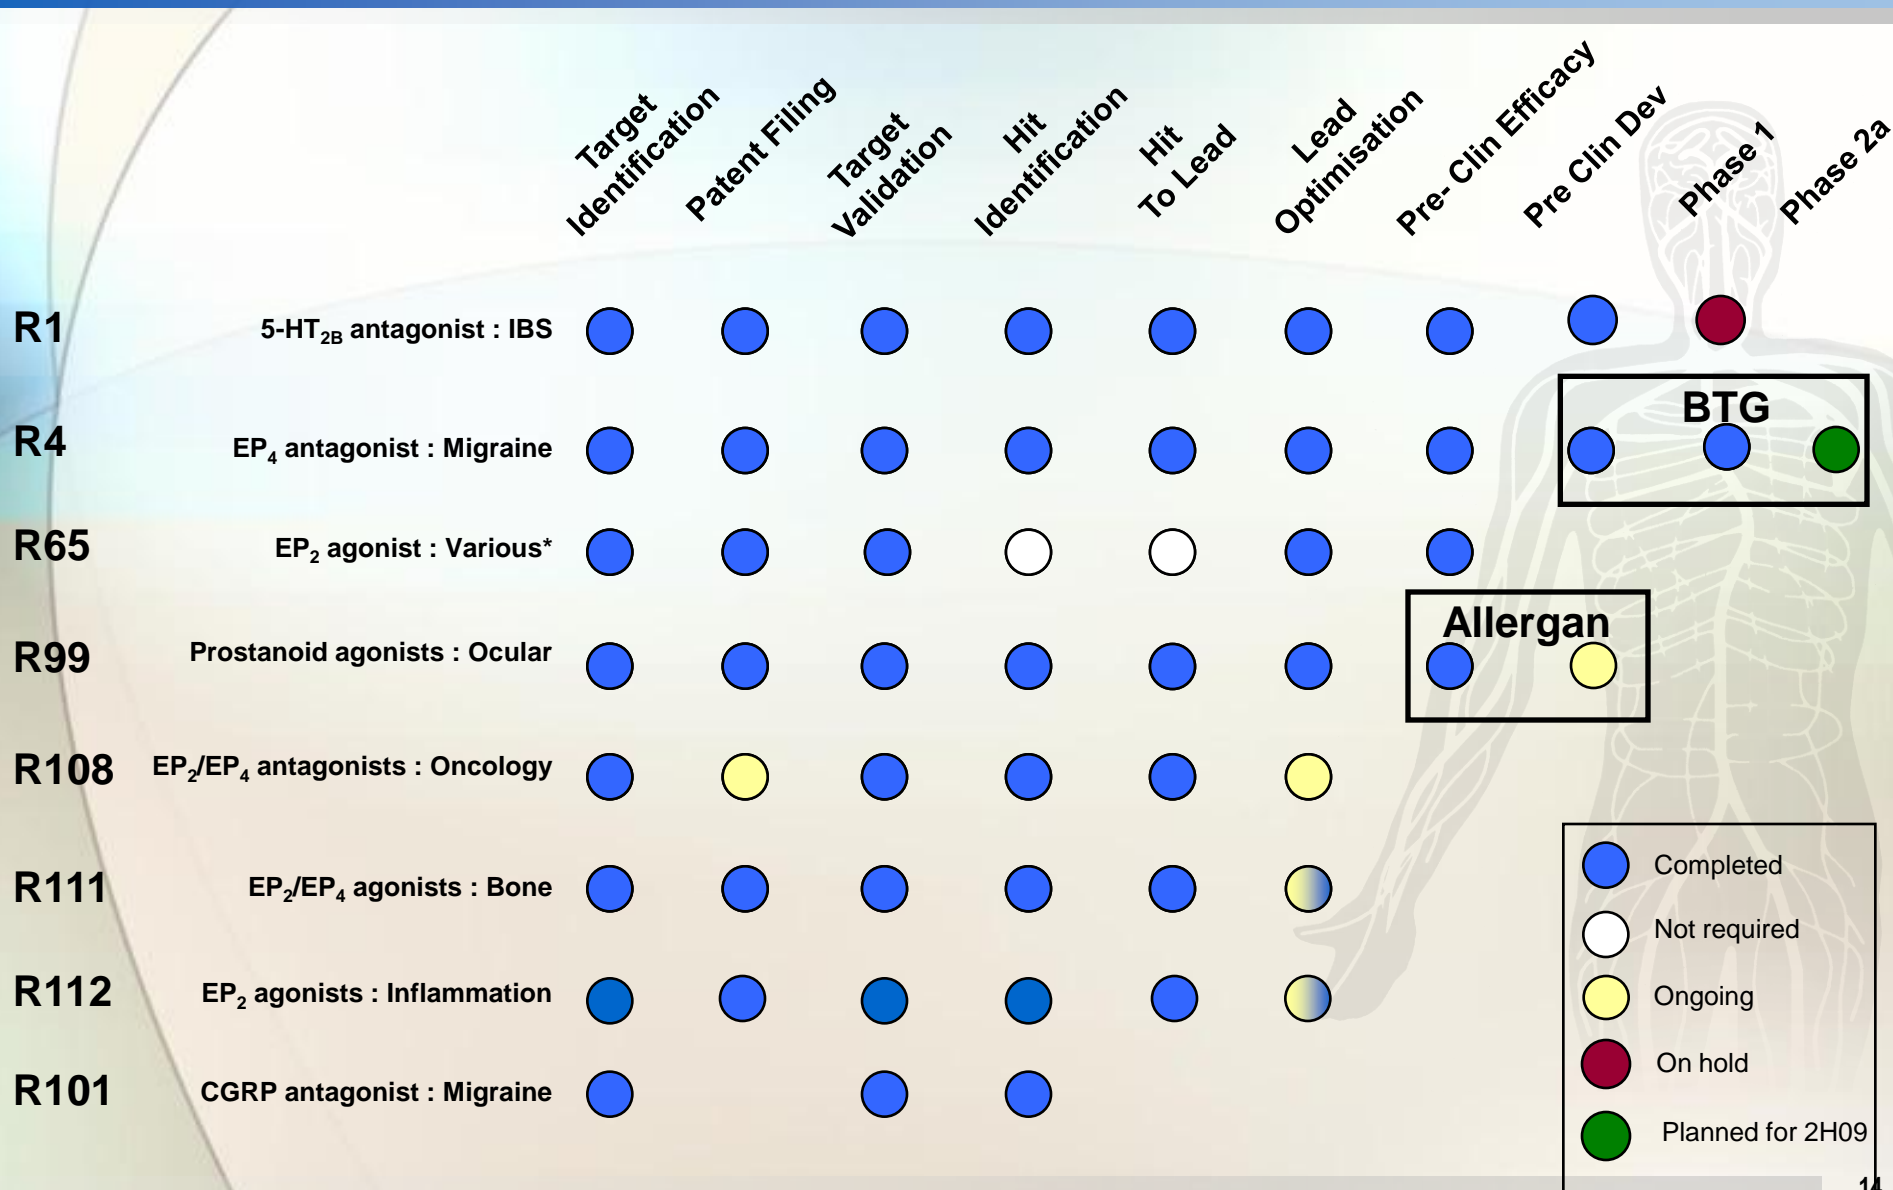 Target
Identification
Patent Filing
Target
Validation
Hit
Identification
Hit
To Lead
Lead
Optimisation
Pre- Clin Efficacy
Pre Clin Dev
Phase 1
Phase 2a
R1 5-HT2B antagonist : IBS
BTG
R4 EP4 antagonist : Migraine
R65 EP2 agonist : Various*
Allergan
R99 Prostanoid agonists : Ocular
R108 EP2/EP4 antagonists : Oncology
R111 EP2/EP4 agonists : Bone
R112 EP2 agonists : Inflammation
R101 CGRP antagonist : Migraine
Completed
Not required
Ongoing
On hold
Planned for 2H09
14